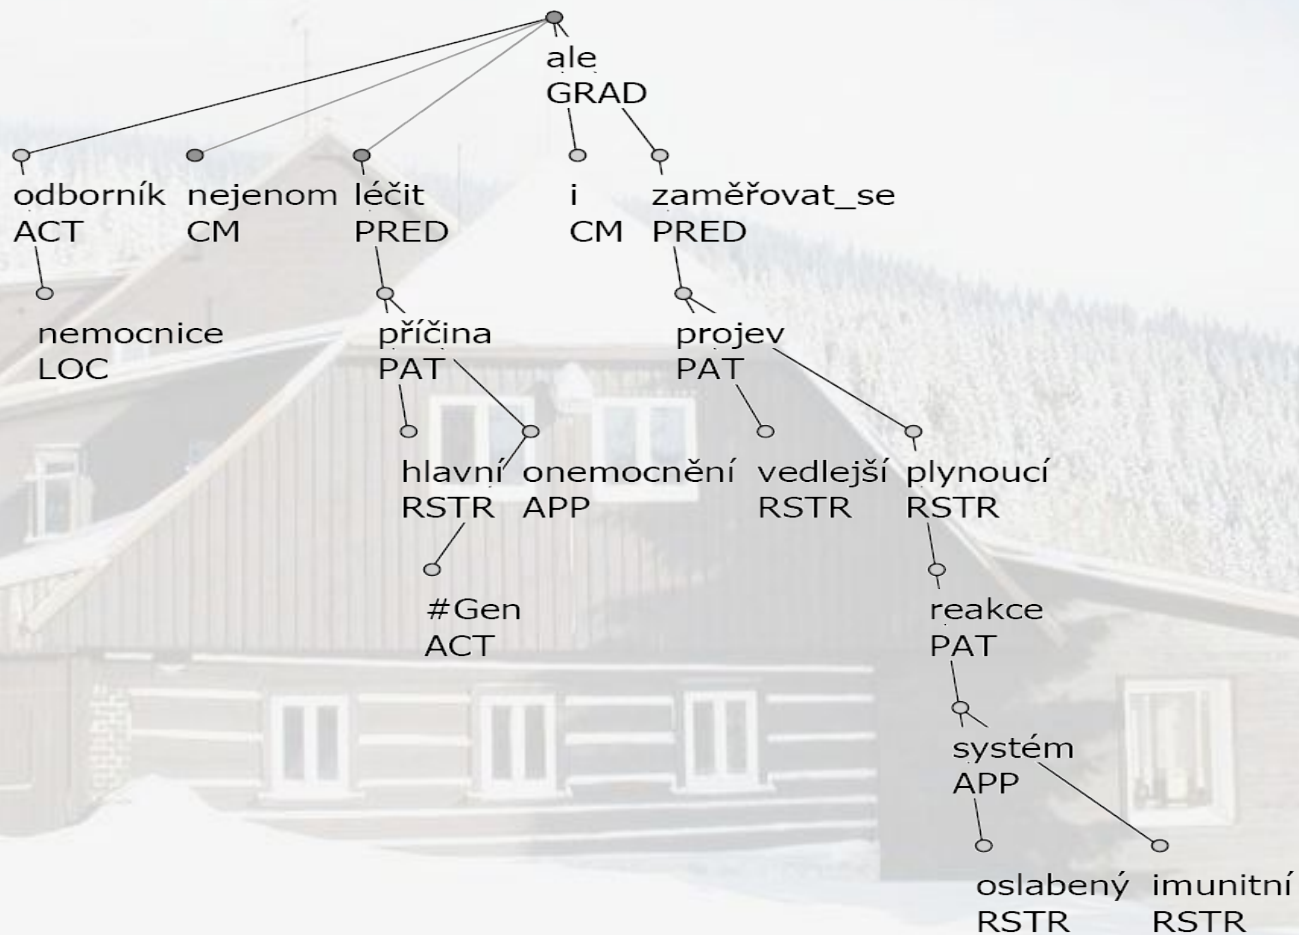 ale
GRAD
odborník nejenom léčit i zaměřovat_se
ACT CM PRED CM PRED
nemocnice příčina projev
LOC PAT PAT
hlavní onemocnění vedlejší plynoucí
RSTR APP RSTR RSTR
#Gen reakce
ACT PAT
systém
APP
oslabený imunitní
RSTR RSTR